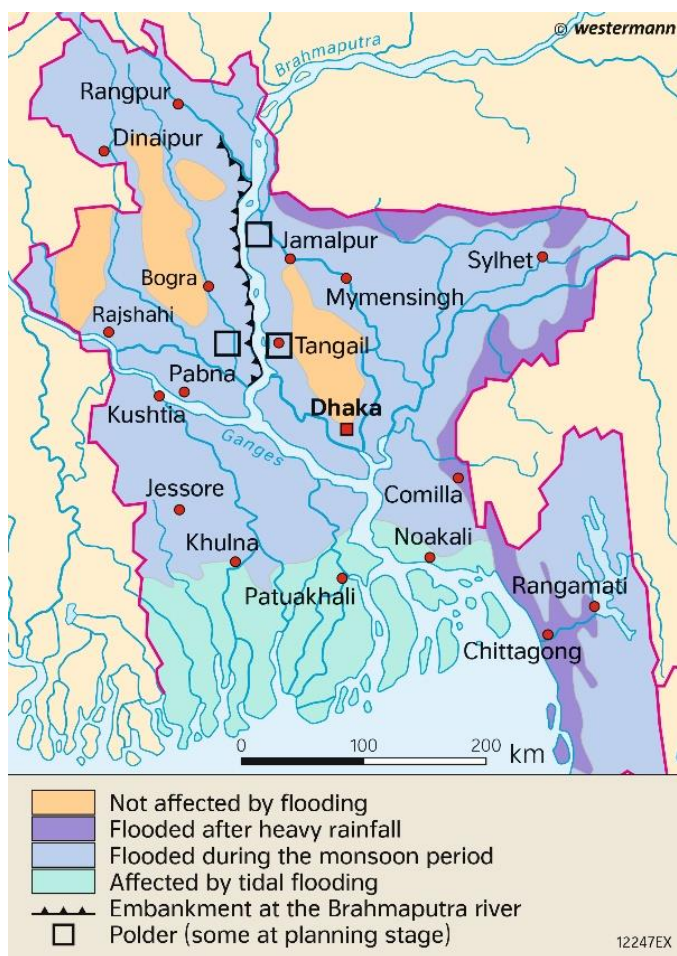 © westermann
Brahmaputra
Rangpur
Dinaipur
Jamalpur
Sylhet
Bogra
Mymensingh
Rajshahi
Tangail
Pabna
Dhaka
Kushtia
Ganges
Comilla
Jessore
Noakali
Khulna
Rangamati
Patuakhali
Chittagong
0 100 200 km
Not affected by flooding
Flooded after heavy rainfall
Flooded during the monsoon period
Affected by tidal flooding
Embankment at the Brahmaputra river
Polder (some at planning stage)
12247EX